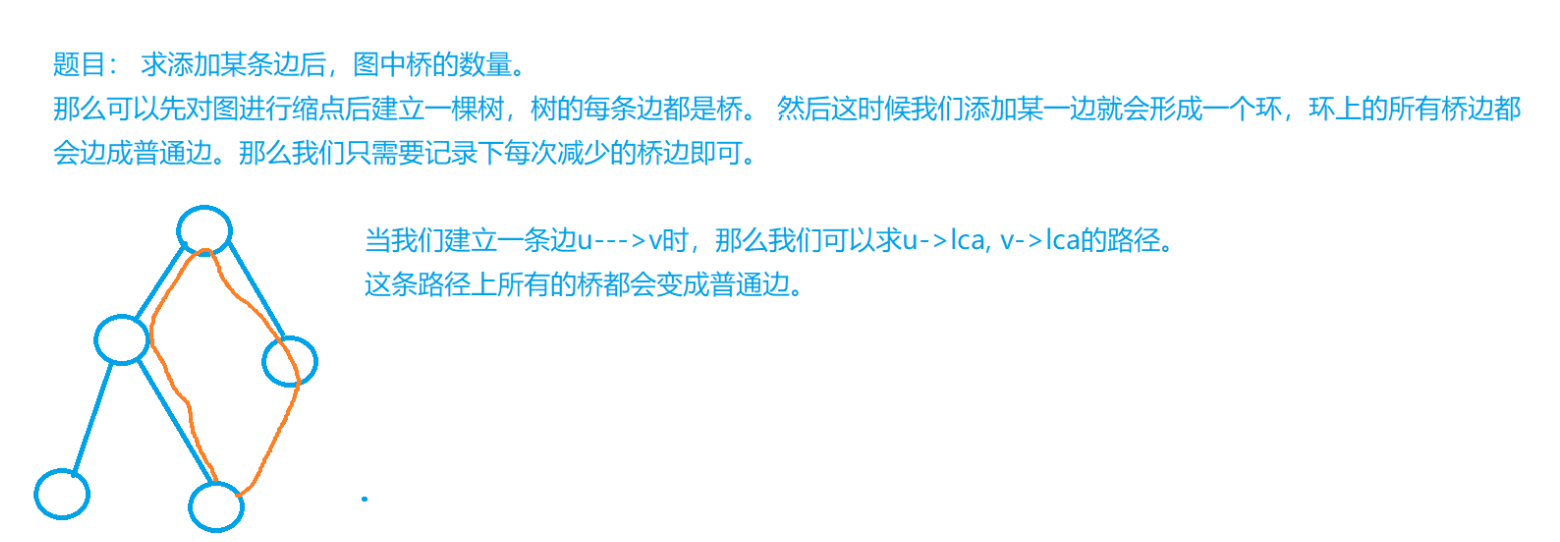 题目： 求添加某条边后，图中桥的数量。
那么可以先对图进行缩点后建立一棵树，树的每条边都是桥。 然后这时候我们添加某一边就会形成一个环，环上的所有桥边都
会边成普通边。那么我们只需要记录下每次减少的桥边即可。
当我们建立一条边u--->v时，那么我们可以求u->lca, v->lca的路径。
这条路径上所有的桥都会变成普通边。